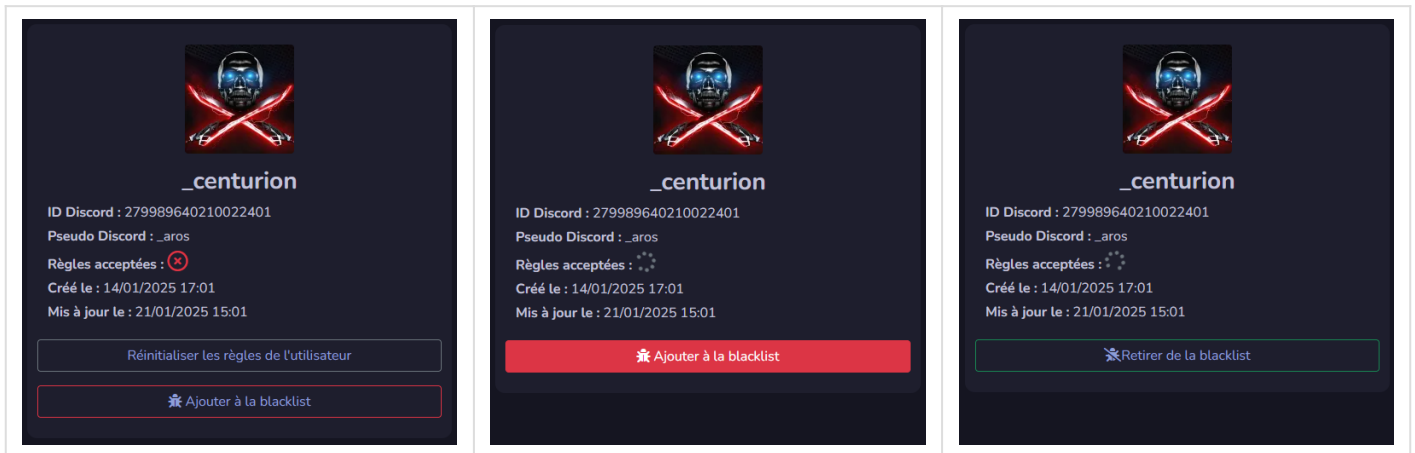 _centurion
ID Discord : 279989640210022401
Pseudo Discord : _aros
Règles acceptées :
Créé le : 14/01/2025 17:01
Mis à jour le : 21/01/2025 15:01
Réinitialiser les règles de l'utilisateur
Ajouter à la blacklist
_centurion
ID Discord : 279989640210022401
Pseudo Discord : _aros
Règles acceptées :
Créé le : 14/01/2025 17:01
Mis à jour le : 21/01/2025 15:01
Ajouter à la blacklist
_centurion
ID Discord : 279989640210022401
Pseudo Discord : _aros
Règles acceptées :
Créé le : 14/01/2025 17:01
Mis à jour le : 21/01/2025 15:01
Retirer de la blacklist